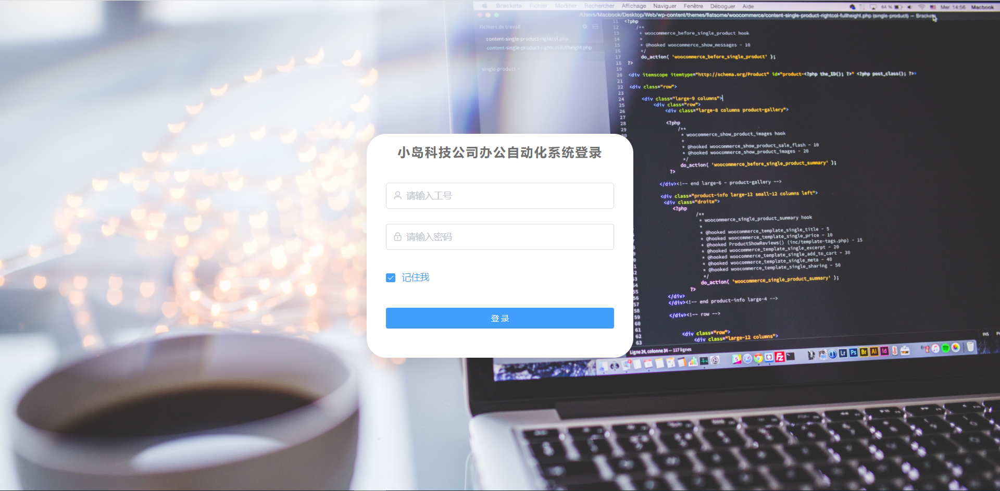 Brackets Fichier Modifier Rechercher Affichage Naviguer Fenêtre Déboguer Aide
64 % Mer. 14:56 Macbook
/Users/Macbook/Desktop/Web/wp-content/themes/flatsome/woocommerce/content-single-product-rightcol-fullheight.php (single-product) — Brackets
Fichiers de travail
content-single-product-rightcol.php
content-single-product-rightcol-fullheight.php
single-product
11 <?php
12 /**
13 * woocommerce_before_single_product hook
14 *
15 * @hooked woocommerce_show_messages - 10
16 */
17 do_action( 'woocommerce_before_single_product' );
18 ?>
19
20 <div itemscope itemtype="http://schema.org/Product" id="product-<?php the_ID(); ?>" <?php post_class(); ?>>
21
22 <div class="row">
23
24 <div class="large-9 columns">
25 <div class="row">
26 <div class="large-8 columns product-gallery">
27
28 <?php
29 /**
* woocommerce_show_product_images hook
*
* @hooked woocommerce_show_product_sale_flash - 10
* @hooked woocommerce_show_product_images - 20
*/
do_action( 'woocommerce_before_single_product_summary' );
?>
</div><!-- end large-6 - product-gallery -->
<div class="product-info large-12 small-12 columns left">
<div class="droite">
<?php
/**
* woocommerce_single_product_summary hook
*
* @hooked woocommerce_template_single_title - 5
* @hooked woocommerce_template_single_price - 10
* @hooked ProductShowReviews() (inc/template-tags.php) - 15
* @hooked woocommerce_template_single_excerpt - 20
* @hooked woocommerce_template_single_add_to_cart - 30
* @hooked woocommerce_template_single_meta - 40
* @hooked woocommerce_template_single_sharing - 50
*/
do_action( 'woocommerce_single_product_summary' );
?>
</div>
</div><!-- end product-info large-4 -->
58
59 </div><!-- row -->
60
61
62 <div class="row">
63 <div class="large-12 columns">
Ligne 24, colonne 34 — 117 lignes
INS
Lr Ps Br Ai Id
小岛科技公司办公自动化系统登录
请输入工号
请输入密码
记住我
登 录